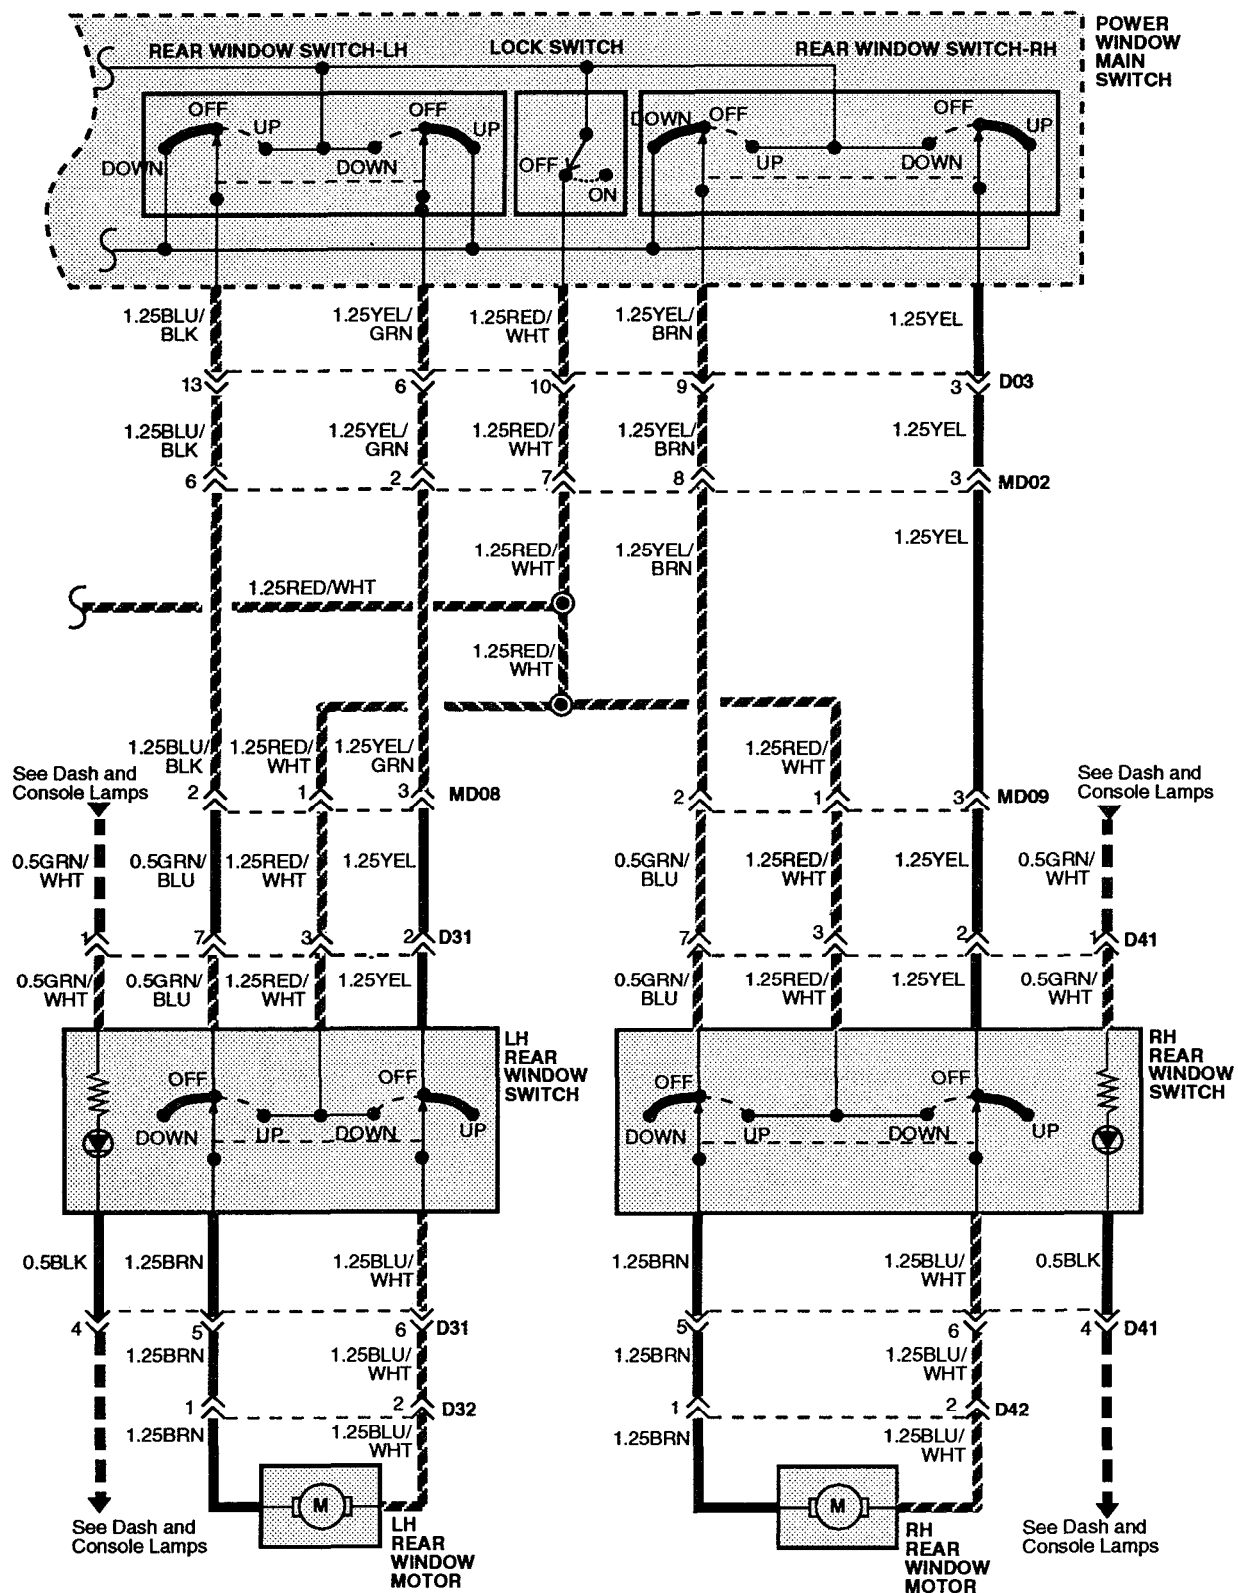 POWER
WINDOW
MAIN
SWITCH
REAR WINDOW SWITCH-LH
LOCK SWITCH
REAR WINDOW SWITCH-RH
OFF
UP
DOWN
OFF
UP
DOWN
OFF
ON
DOWN
OFF
UP
OFF
UP
DOWN
1.25BLU/
BLK
1.25YEL/
GRN
1.25RED/
WHT
1.25YEL/
BRN
1.25YEL
13
6
10
9
3
D03
1.25BLU/
BLK
1.25YEL/
GRN
1.25RED/
WHT
1.25YEL/
BRN
1.25YEL
6
2
7
8
3
MD02
1.25RED/
WHT
1.25YEL/
BRN
1.25YEL
1.25RED/WHT
1.25RED/
WHT
1.25BLU/
BLK
1.25RED/
WHT
1.25YEL/
GRN
1.25RED/
WHT
See Dash and
Console Lamps
See Dash and
Console Lamps
2
1
3
MD08
2
1
3
MD09
0.5GRN/
WHT
0.5GRN/
BLU
1.25RED/
WHT
1.25YEL
0.5GRN/
BLU
1.25RED/
WHT
1.25YEL
0.5GRN/
WHT
1
7
3
2
D31
7
3
2
1
D41
0.5GRN/
WHT
0.5GRN/
BLU
1.25RED/
WHT
1.25YEL
0.5GRN/
BLU
1.25RED/
WHT
1.25YEL
0.5GRN/
WHT
LH
REAR
WINDOW
SWITCH
RH
REAR
WINDOW
SWITCH
OFF
DOWN
UP
OFF
DOWN
UP
OFF
DOWN
UP
OFF
DOWN
UP
0.5BLK
1.25BRN
1.25BLU/
WHT
1.25BRN
1.25BLU/
WHT
0.5BLK
4
5
6
D31
5
6
4
D41
1.25BRN
1.25BLU/
WHT
1.25BRN
1.25BLU/
WHT
1
2
D32
1
2
D42
1.25BRN
1.25BLU/
WHT
1.25BRN
1.25BLU/
WHT
M
M
See Dash and
Console Lamps
LH
REAR
WINDOW
MOTOR
RH
REAR
WINDOW
MOTOR
See Dash and
Console Lamps